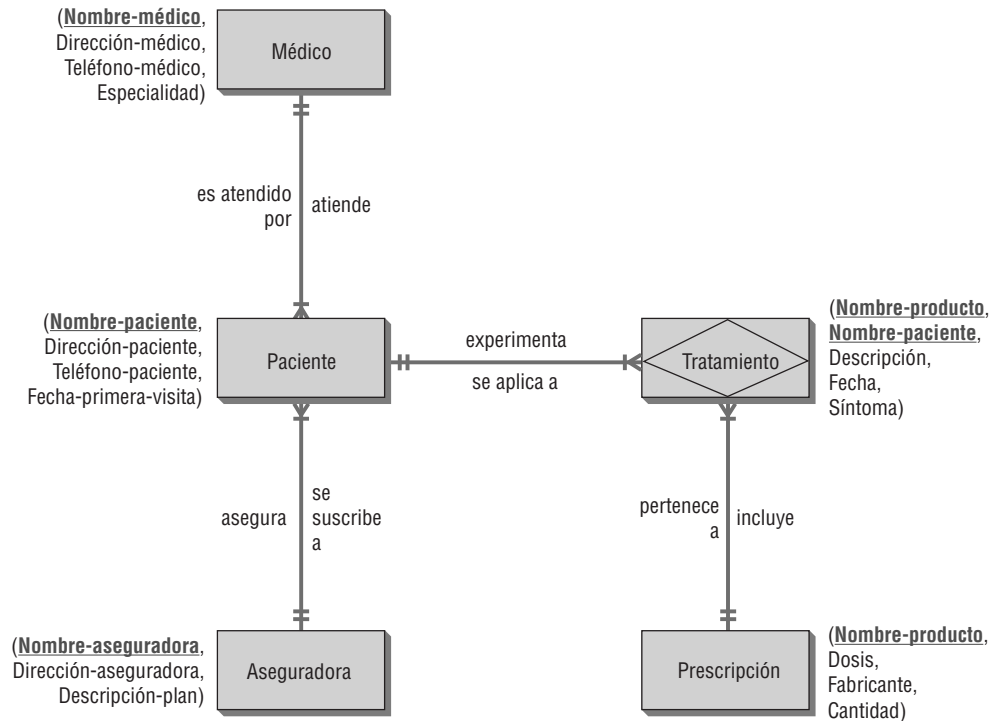 (Nombre-médico,
Dirección-médico,
Teléfono-médico,
Especialidad)
Médico
es atendido
por
atiende
(Nombre-paciente,
Dirección-paciente,
Teléfono-paciente,
Fecha-primera-visita)
Paciente
experimenta
se aplica a
Tratamiento
(Nombre-producto,
Nombre-paciente,
Descripción,
Fecha,
Síntoma)
asegura
se
suscribe
a
pertenece
a
incluye
(Nombre-aseguradora,
Dirección-aseguradora,
Descripción-plan)
Aseguradora
Prescripción
(Nombre-producto,
Dosis,
Fabricante,
Cantidad)